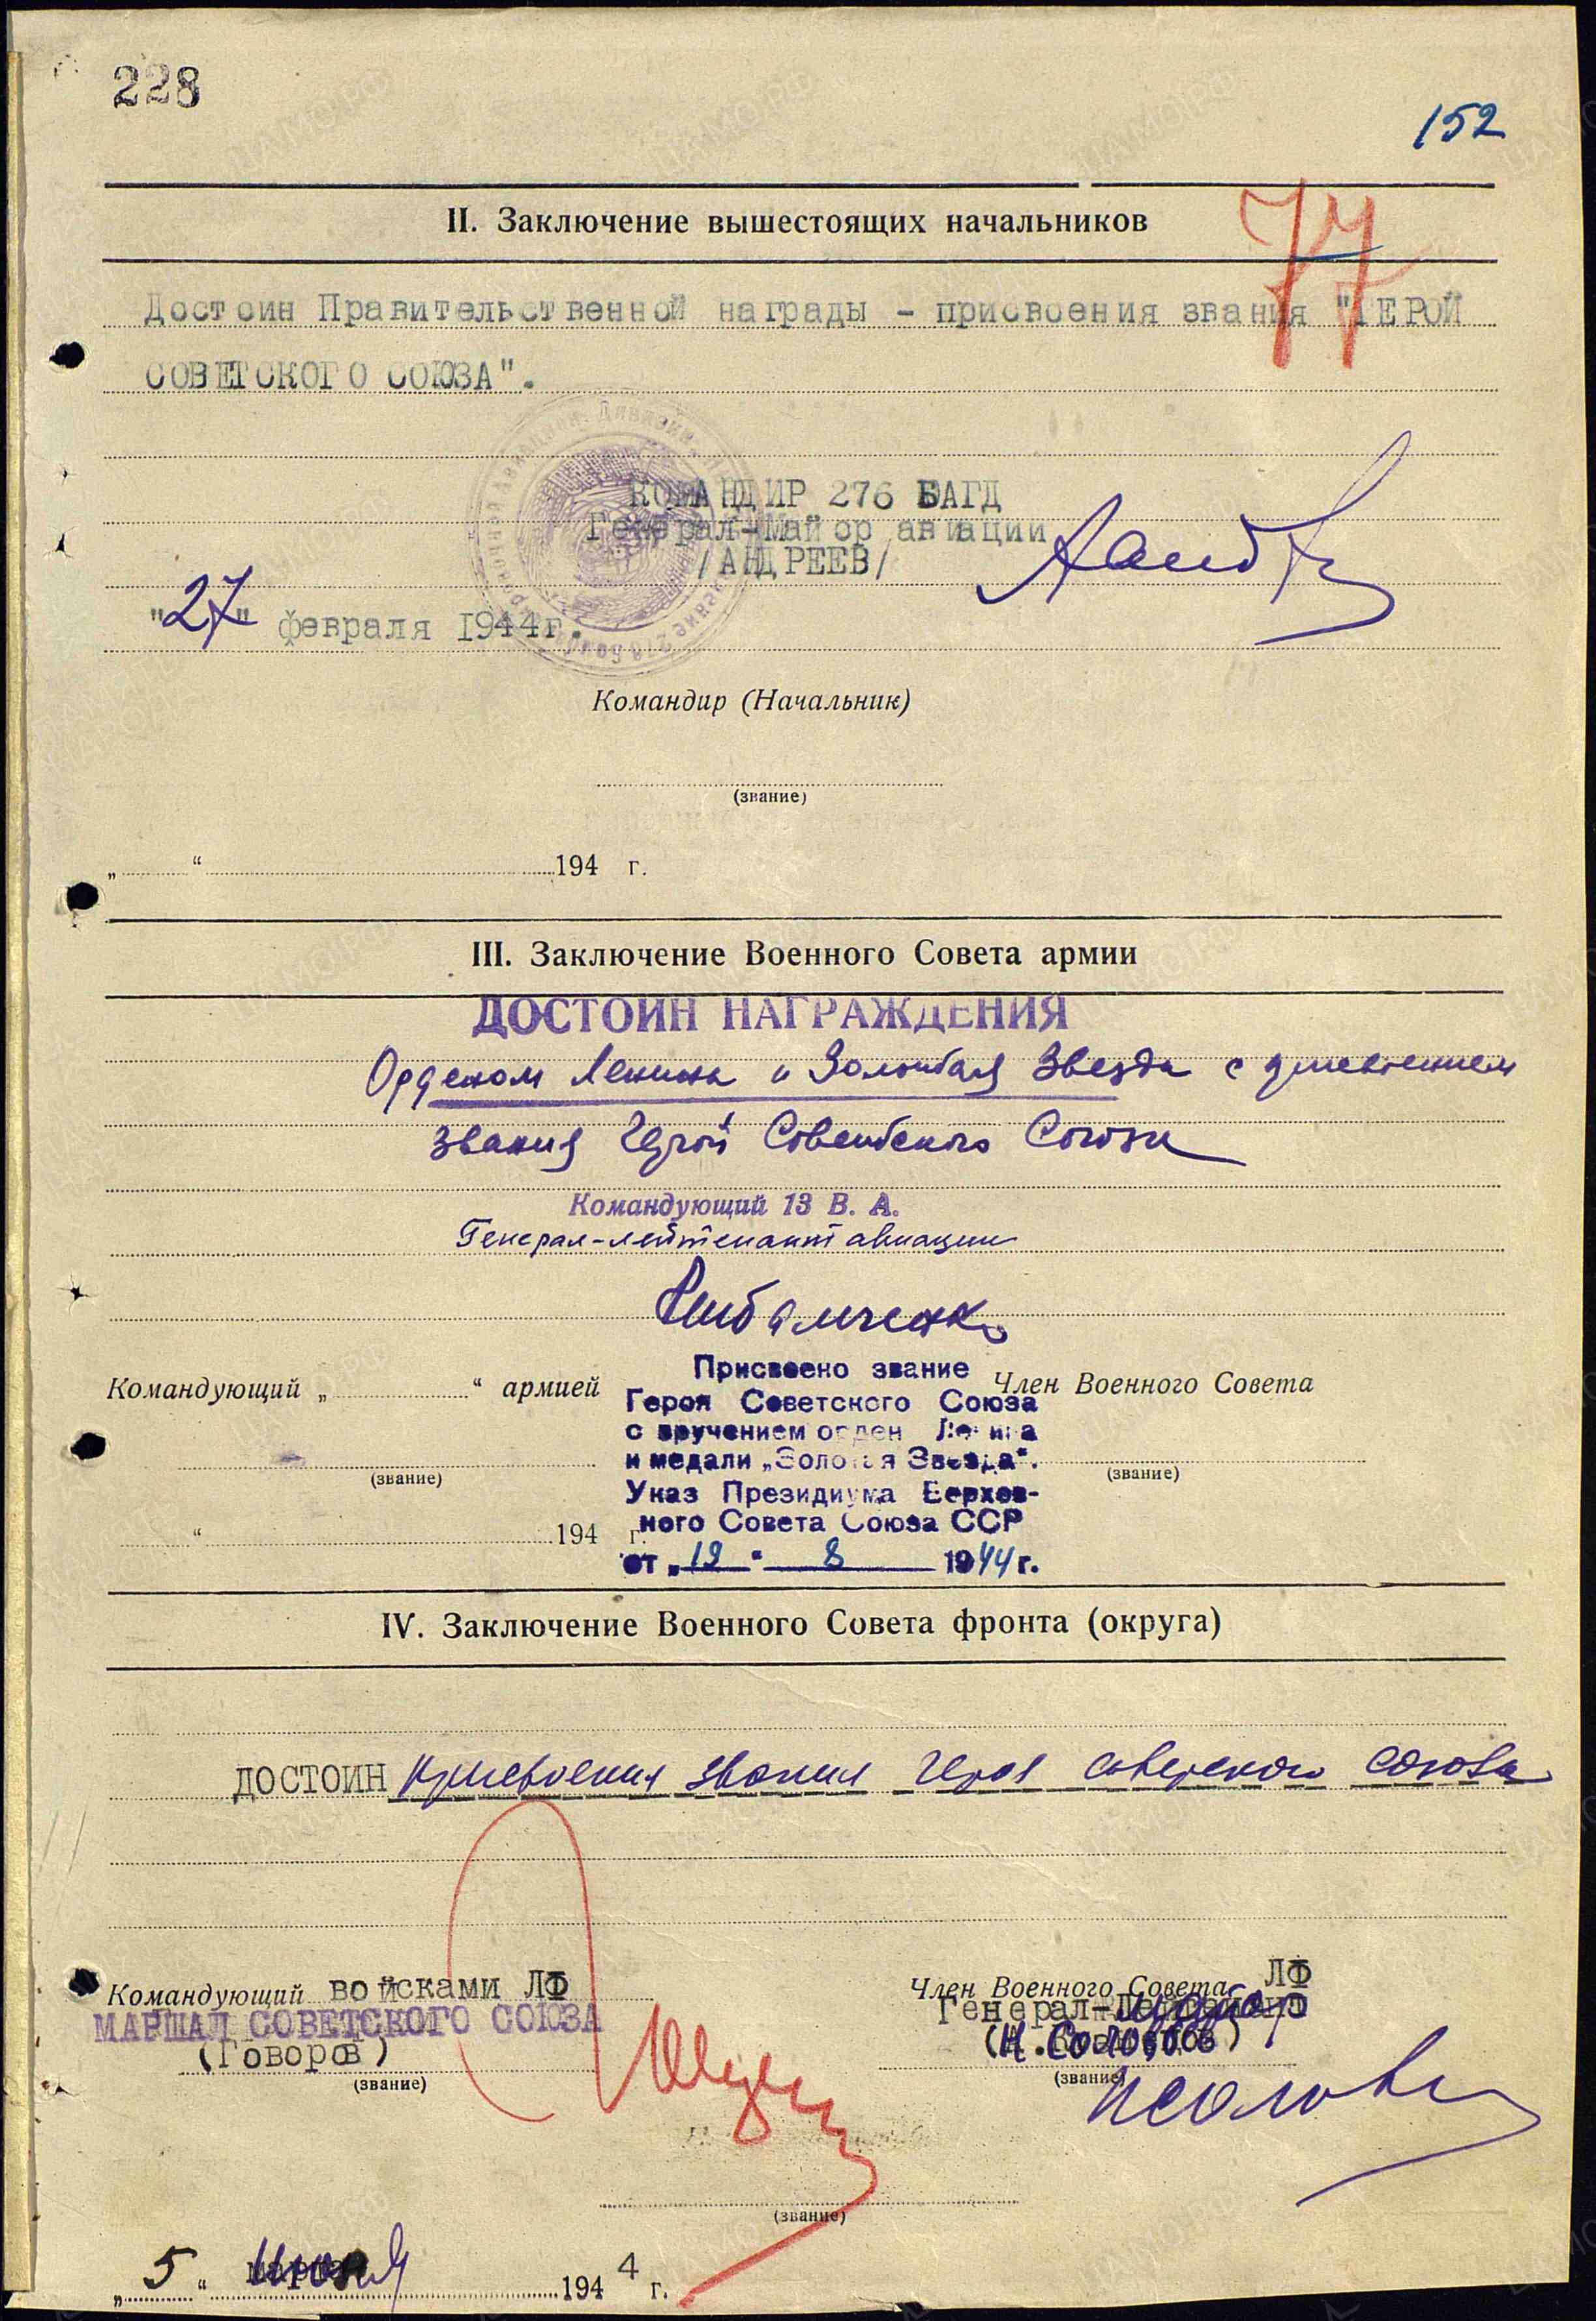 228
152
II. Заключение вышестоящих начальников
77
Достоин Правительственной награды - присвоения звания "ГЕРОЙ
СОВЕТСКОГО СОЮЗА".
КОМАНДИР 276 БАГД
Генерал-Майор авиации
/АНДРЕЕВ/
"27" февраля 1944г.
Командир (Начальник)
(звание)
„ “ 194 г.
III. Заключение Военного Совета армии
ДОСТОИН НАГРАЖДЕНИЯ
Орденом Ленина и Золотая Звезда с присвоением
звания Герой Советского Союза
Командующий 13 В. А.
Генерал-лейтенант авиации
Командующий „ “ армией
Член Военного Совета
Присвоено звание
Героя Советского Союза
с вручением орден Ленина
и медали „Золотая Звезда“.
Указ Президиума Верхов-
ного Совета Союза ССР
от „19“ 8 1944 г.
(звание)
(звание)
“ 194 г.
IV. Заключение Военного Совета фронта (округа)
ДОСТОИН присвоения звания Героя Советского Союза
Командующий войсками ЛФ
МАРШАЛ СОВЕТСКОГО СОЮЗА
(Говоров)
(звание)
Член Военного Совета ЛФ
Генерал-
(Н. Соловьев)
(звание)
(звание)
„5“ Июня 1944 г.